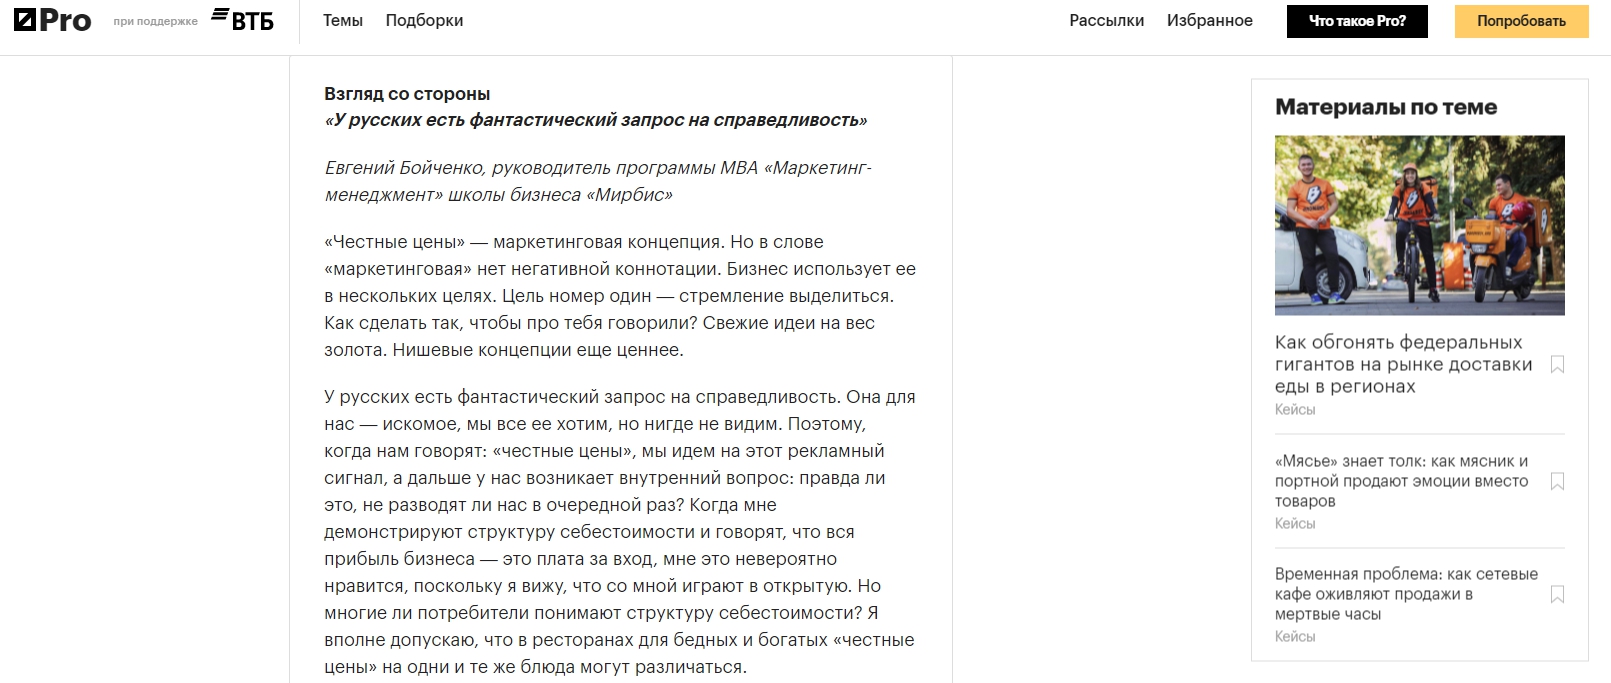 Pro
при поддержке
ВТБ
Темы
Подборки
Рассылки
Избранное
Что такое Pro?
Попробовать
Взгляд со стороны
«У русских есть фантастический запрос на справедливость»
Евгений Бойченко, руководитель программы МВА «Маркетинг-
менеджмент» школы бизнеса «Мирбис»
«Честные цены» — маркетинговая концепция. Но в слове
«маркетинговая» нет негативной коннотации. Бизнес использует ее
в нескольких целях. Цель номер один — стремление выделиться.
Как сделать так, чтобы про тебя говорили? Свежие идеи на вес
золота. Нишевые концепции еще ценнее.
У русских есть фантастический запрос на справедливость. Она для
нас — искомое, мы все ее хотим, но нигде не видим. Поэтому,
когда нам говорят: «честные цены», мы идем на этот рекламный
сигнал, а дальше у нас возникает внутренний вопрос: правда ли
это, не разводят ли нас в очередной раз? Когда мне
демонстрируют структуру себестоимости и говорят, что вся
прибыль бизнеса — это плата за вход, мне это невероятно
нравится, поскольку я вижу, что со мной играют в открытую. Но
многие ли потребители понимают структуру себестоимости? Я
вполне допускаю, что в ресторанах для бедных и богатых «честные
цены» на одни и те же блюда могут различаться.
Материалы по теме
Как обгонять федеральных
гигантов на рынке доставки
еды в регионах
Кейсы
«Мясье» знает толк: как мясник и
портной продают эмоции вместо
товаров
Кейсы
Временная проблема: как сетевые
кафе оживляют продажи в
мертвые часы
Кейсы